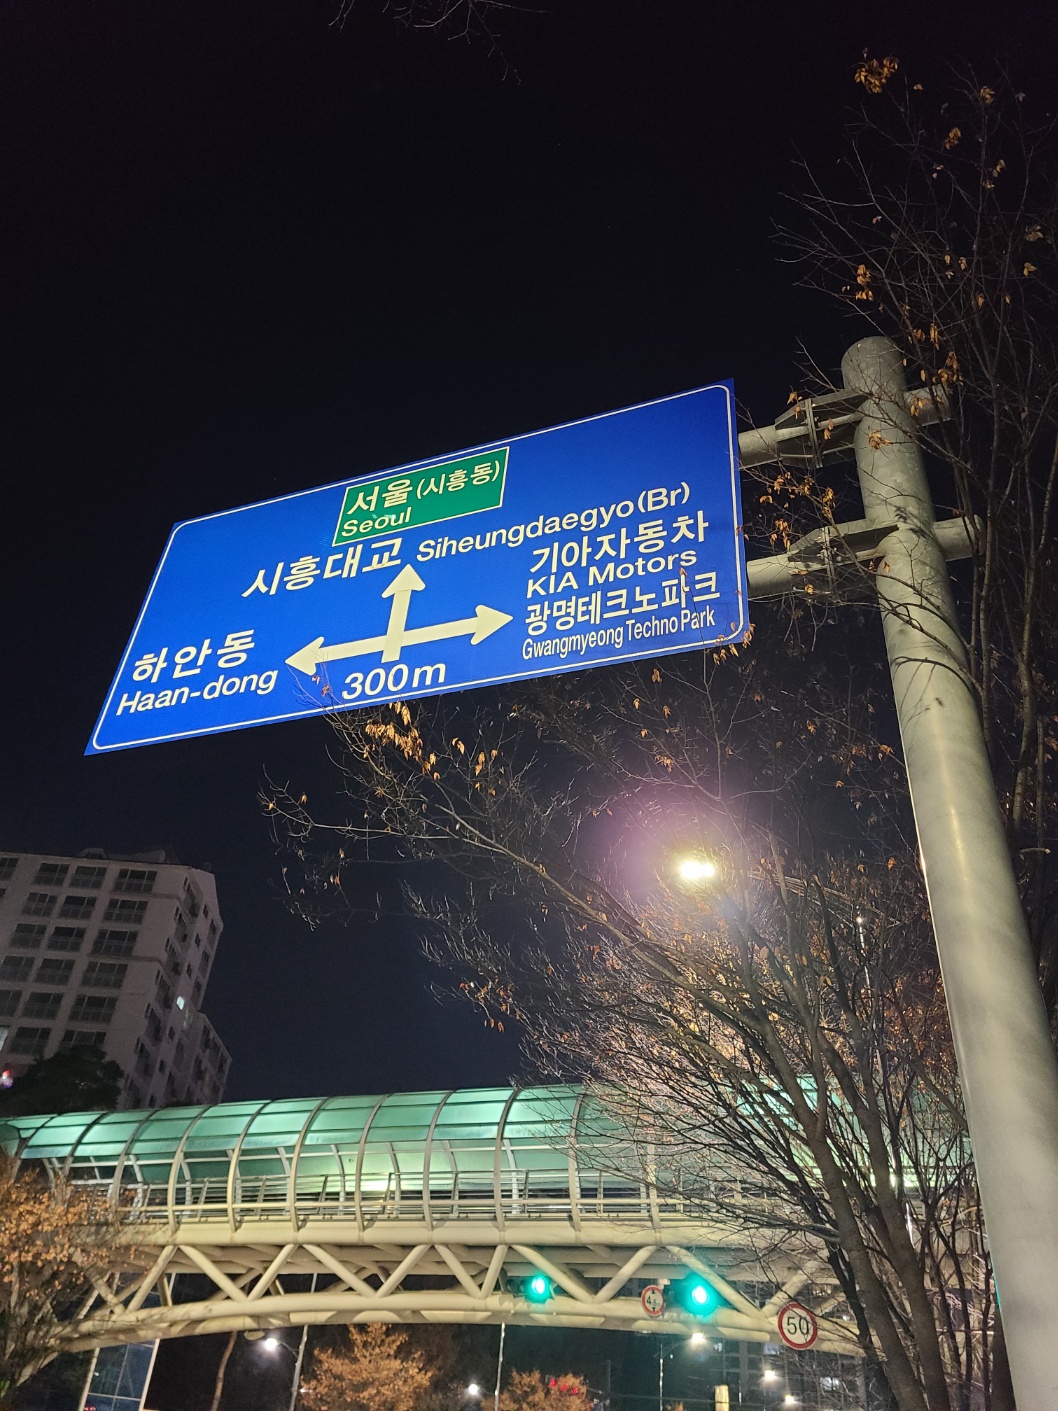 서울(시흥동)
Seoul
시흥대교 Siheungdaegyo(Br)
기아자동차
KIA Motors
광명테크노파크
Gwangmyeong Techno Park
하안동
Haan-dong
300m
50